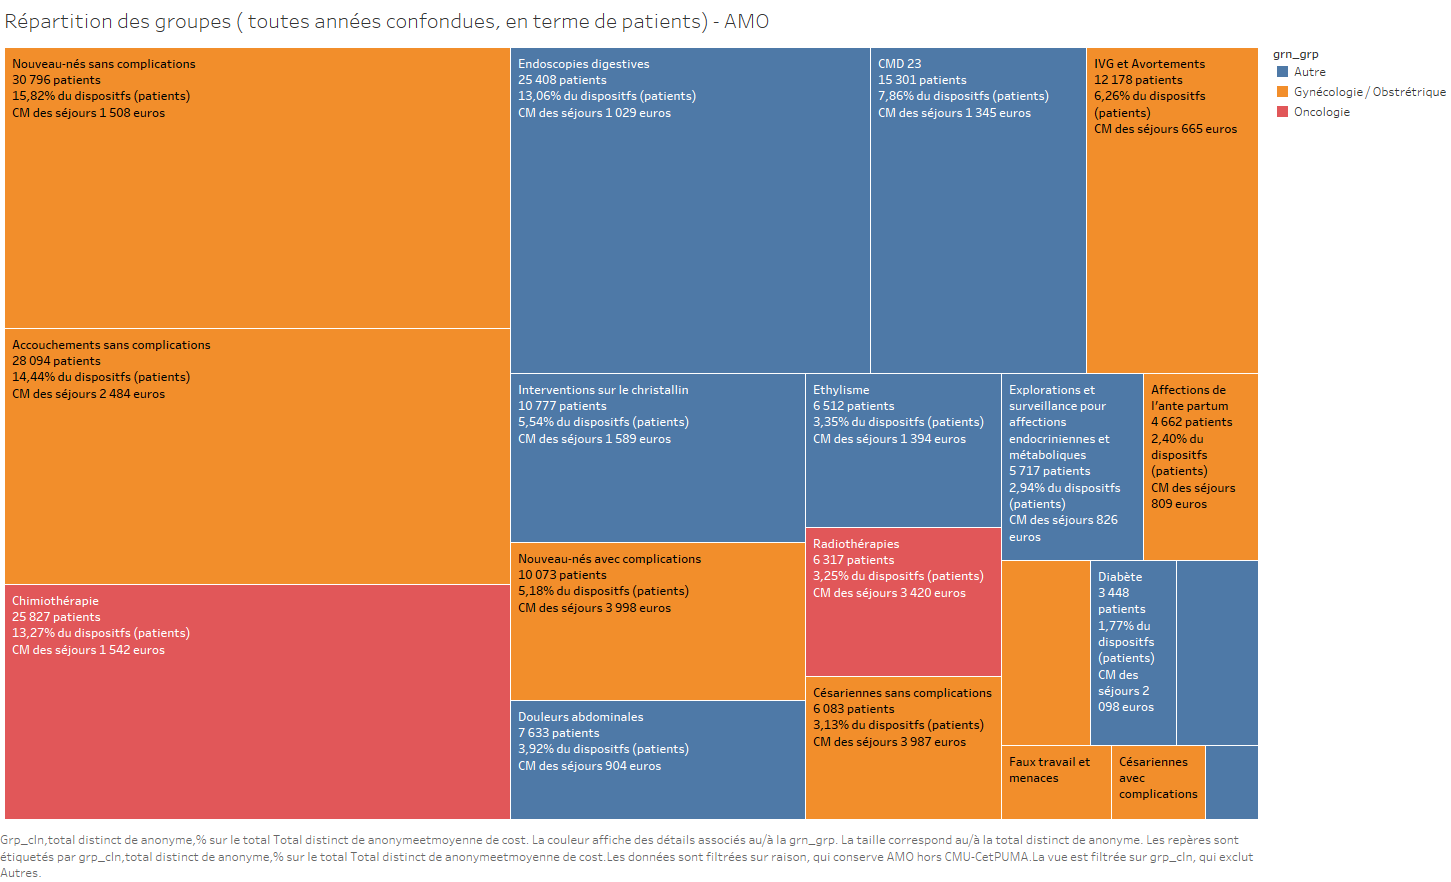 Répartition des groupes ( toutes années confondues, en terme de patients) - AMO
Nouveau-nés sans complications
30 796 patients
15,82% du dispositfs (patients)
CM des séjours 1 508 euros
Accouchements sans complications
28 094 patients
14,44% du dispositfs (patients)
CM des séjours 2 484 euros
Chimiothérapie
25 827 patients
13,27% du dispositfs (patients)
CM des séjours 1 542 euros
Endoscopies digestives
25 408 patients
13,06% du dispositfs (patients)
CM des séjours 1 029 euros
CMD 23
15 301 patients
7,86% du dispositfs (patients)
CM des séjours 1 345 euros
IVG et Avortements
12 178 patients
6,26% du dispositfs
(patients)
CM des séjours 665 euros
Interventions sur le christallin
10 777 patients
5,54% du dispositfs (patients)
CM des séjours 1 589 euros
Nouveau-nés avec complications
10 073 patients
5,18% du dispositfs (patients)
CM des séjours 3 998 euros
Douleurs abdominales
7 633 patients
3,92% du dispositfs (patients)
CM des séjours 904 euros
Ethylisme
6 512 patients
3,35% du dispositfs (patients)
CM des séjours 1 394 euros
Radiothérapies
6 317 patients
3,25% du dispositfs (patients)
CM des séjours 3 420 euros
Césariennes sans complications
6 083 patients
3,13% du dispositfs (patients)
CM des séjours 3 987 euros
Explorations et
surveillance pour
affections
endocriniennes et
métaboliques
5 717 patients
2,94% du dispositfs
(patients)
CM des séjours 826
euros
Affections de
l'ante partum
4 662 patients
2,40% du
dispositfs
(patients)
CM des séjours
809 euros
Diabète
3 448
patients
1,77% du
dispositfs
(patients)
CM des
séjours 2
098 euros
Faux travail et
menaces
Césariennes
avec
complications
grn_grp
Autre
Gynécologie / Obstrétrique
Oncologie
Grp_cln,total distinct de anonyme,% sur le total Total distinct de anonymeetmoyenne de cost. La couleur affiche des détails associés au/à la grn_grp. La taille correspond au/à la total distinct de anonyme. Les repères sont
étiquetés par grp_cln,total distinct de anonyme,% sur le total Total distinct de anonymeetmoyenne de cost.Les données sont filtrées sur raison, qui conserve AMO hors CMU-CetPUMA.La vue est filtrée sur grp_cln, qui exclut
Autres.